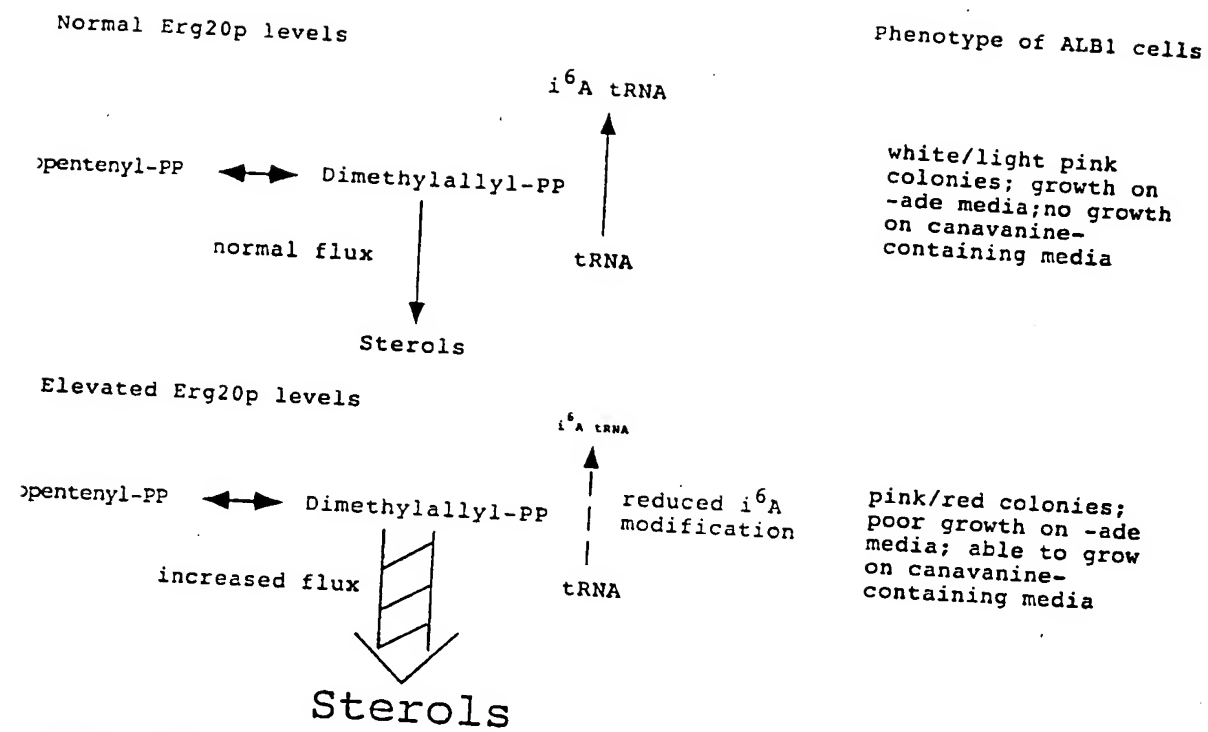 Normal Erg20p levels
Phenotype of ALB1 cells
i⁶A tRNA
pentenyl-PP
Dimethylallyl-PP
white/light pink
colonies; growth on
-ade media;no growth
on canavanine-
containing media
normal flux
tRNA
Sterols
Elevated Erg20p levels
i⁶A tRNA
pentenyl-PP
Dimethylallyl-PP
reduced i⁶A
modification
pink/red colonies;
poor growth on -ade
media; able to grow
on canavanine-
containing media
increased flux
tRNA
Sterols